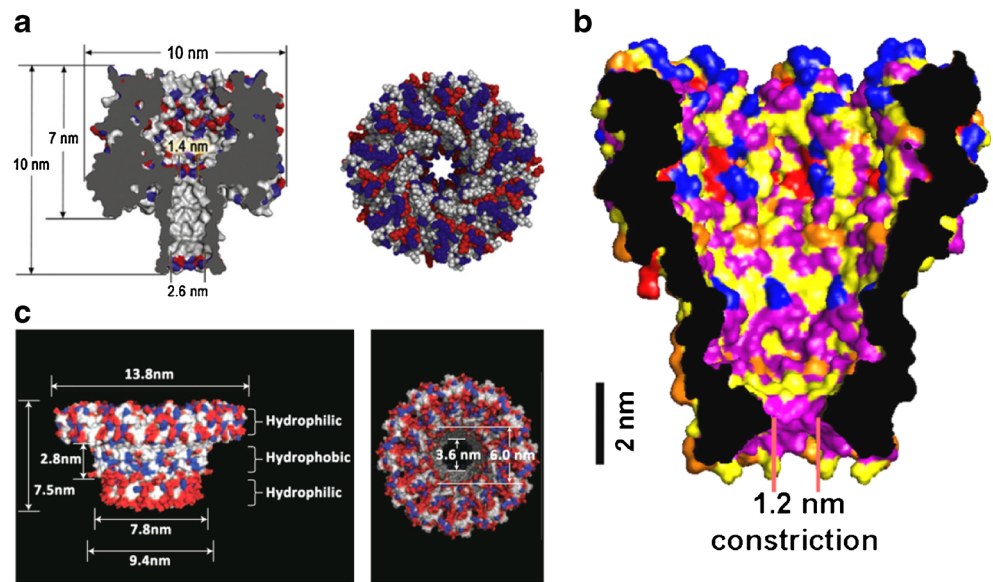 a
10 nm
10 nm
7 nm
1.4 nm
2.6 nm
b
2 nm
1.2 nm
constriction
c
13.8nm
Hydrophilic
2.8nm
Hydrophobic
7.5nm
Hydrophilic
7.8nm
9.4nm
3.6 nm
6.0 nm